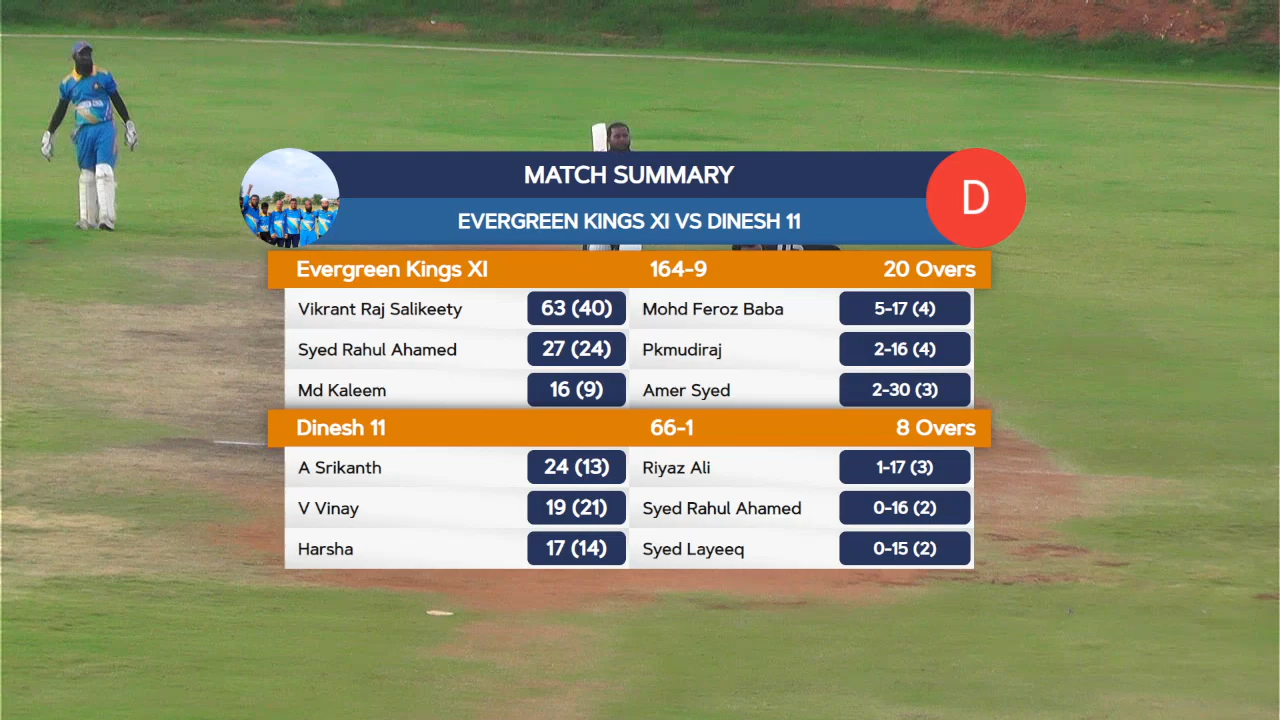 MATCH SUMMARY
D
EVERGREEN KINGS XI VS DINESH 11
Evergreen Kings XI 164-9 20 Overs
Vikrant Raj Salikeety 63 (40) Mohd Feroz Baba 5-17 (4)
Syed Rahul Ahamed 27 (24) Pkmudiraj 2-16 (4)
Md Kaleem 16 (9) Amer Syed 2-30 (3)
Dinesh 11 66-1 8 Overs
A Srikanth 24 (13) Riyaz Ali 1-17 (3)
V Vinay 19 (21) Syed Rahul Ahamed 0-16 (2)
Harsha 17 (14) Syed Layeeq 0-15 (2)